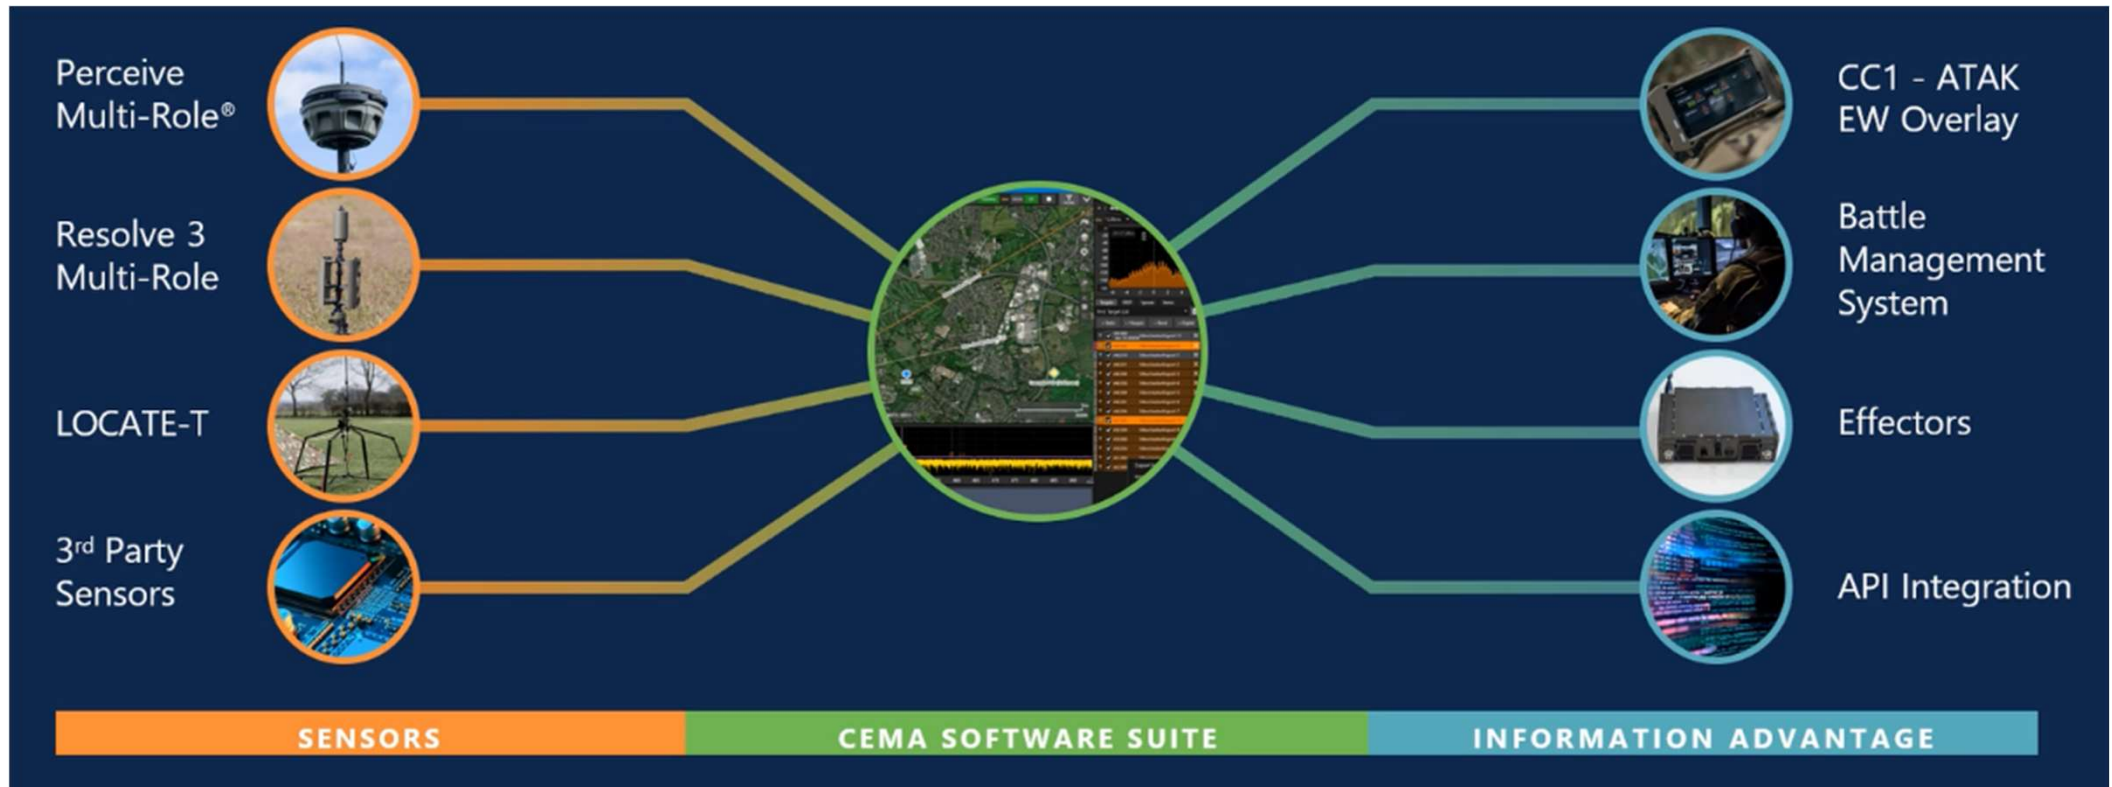 Perceive
Multi-Role®
Resolve 3
Multi-Role
LOCATE-T
3rd Party
Sensors
CC1 - ATAK
EW Overlay
Battle
Management
System
Effectors
API Integration
SENSORS
CEMA SOFTWARE SUITE
INFORMATION ADVANTAGE